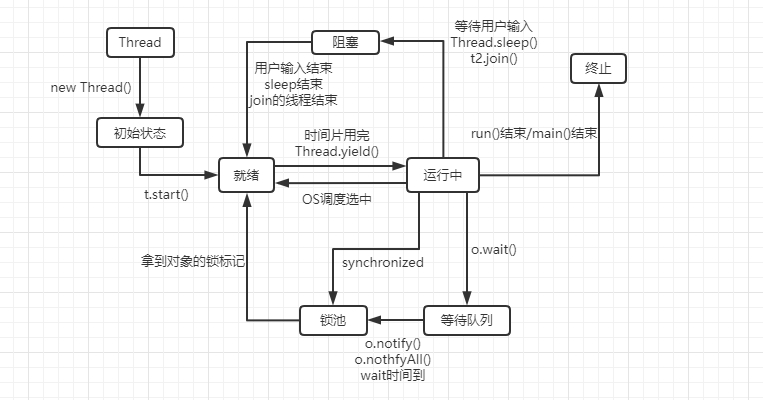 Thread
new Thread()
初始状态
t.start()
阻塞
用户输入结束
sleep结束
join的线程结束
等待用户输入
Thread.sleep()
t2.join()
终止
时间片用完
Thread.yield()
run()结束/main()结束
就绪
运行中
OS调度选中
拿到对象的锁标记
synchronized
o.wait()
锁池
等待队列
o.notify()
o.nothfyAll()
wait时间到